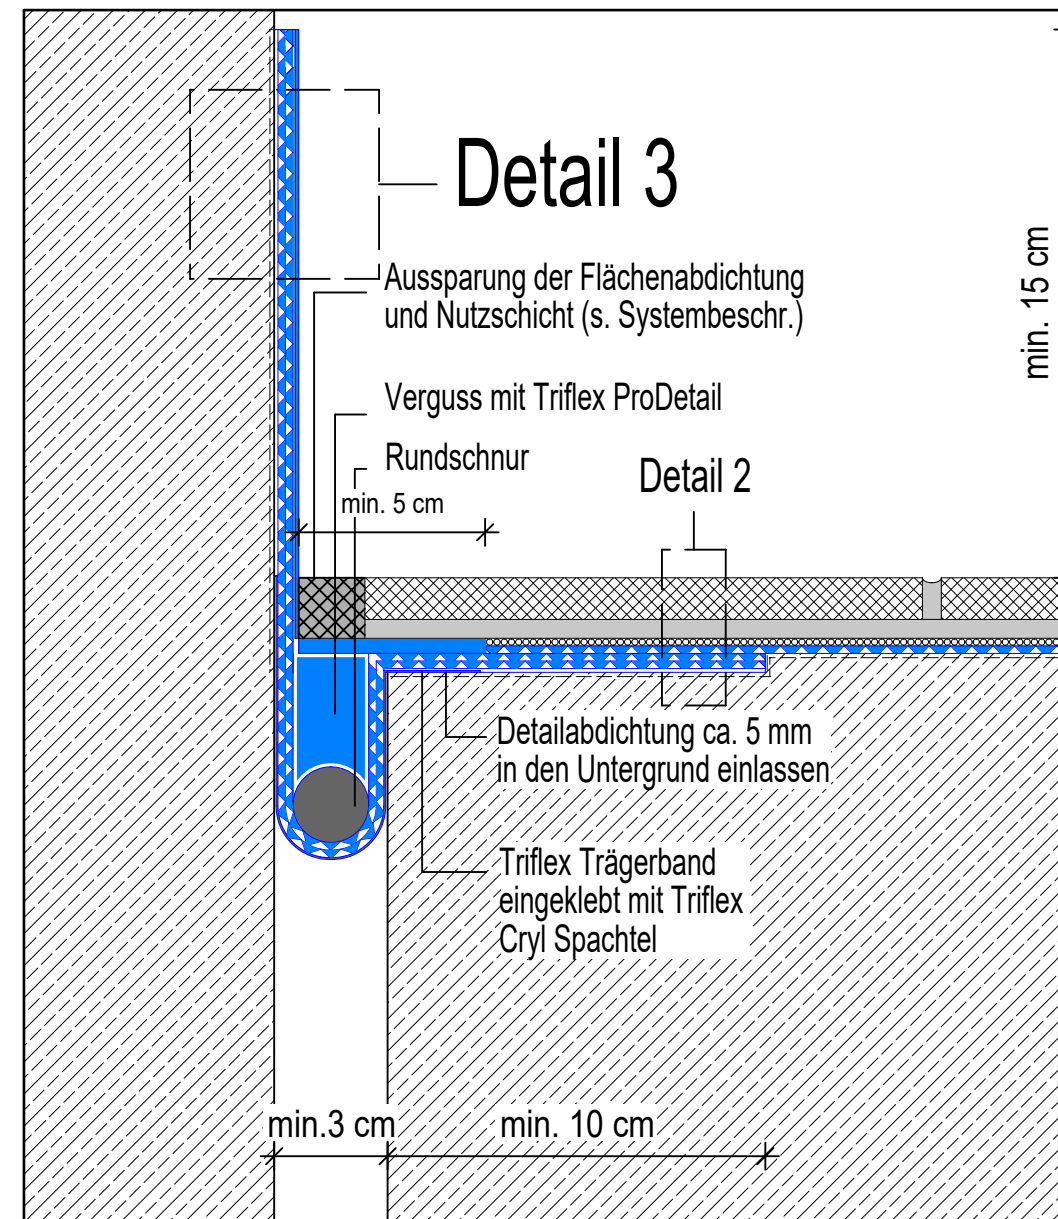 Detail 3
Aussparung der Flächenabdichtung
und Nutzschicht (s. Systembeschr.)
min. 15 cm
Verguss mit Triflex ProDetail
Rundschnur
min. 5 cm
Detail 2
Detailabdichtung ca. 5 mm
in den Untergrund einlassen
Triflex Trägerband
eingeklebt mit Triflex
Cryl Spachtel
min.3 cm
min. 10 cm